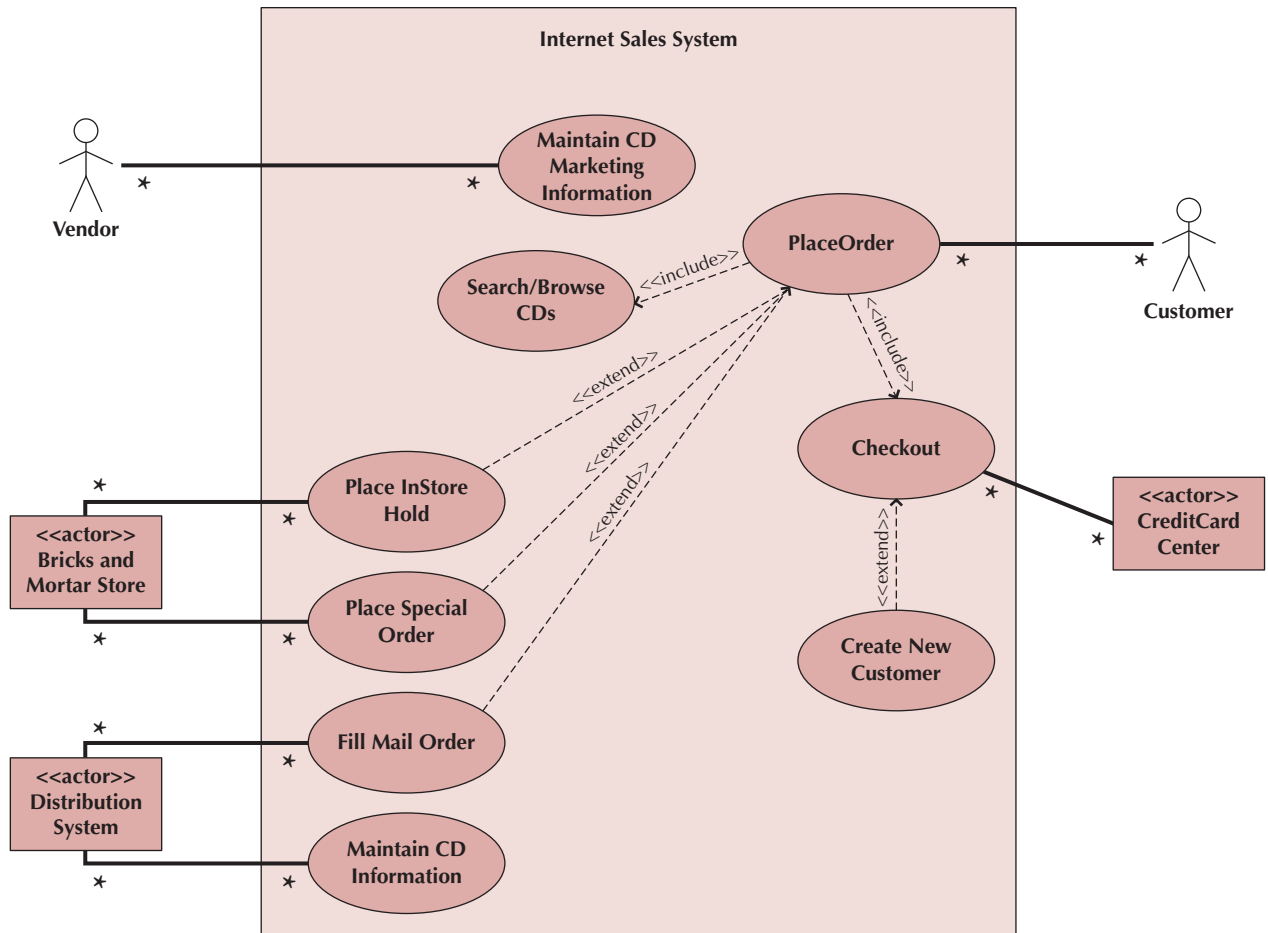 Internet Sales System
Maintain CD
Marketing
Information
*
*
Vendor
PlaceOrder
*
*
Customer
<<include>>
Search/Browse
CDs
<<include>>
<<extend>>
<<extend>>
<<extend>>
Checkout
*
*
<<actor>>
CreditCard
Center
*
Place InStore
Hold
*
<<actor>>
Bricks and
Mortar Store
<<extend>>
*
Place Special
Order
*
Create New
Customer
*
Fill Mail Order
*
<<actor>>
Distribution
System
*
Maintain CD
Information
*